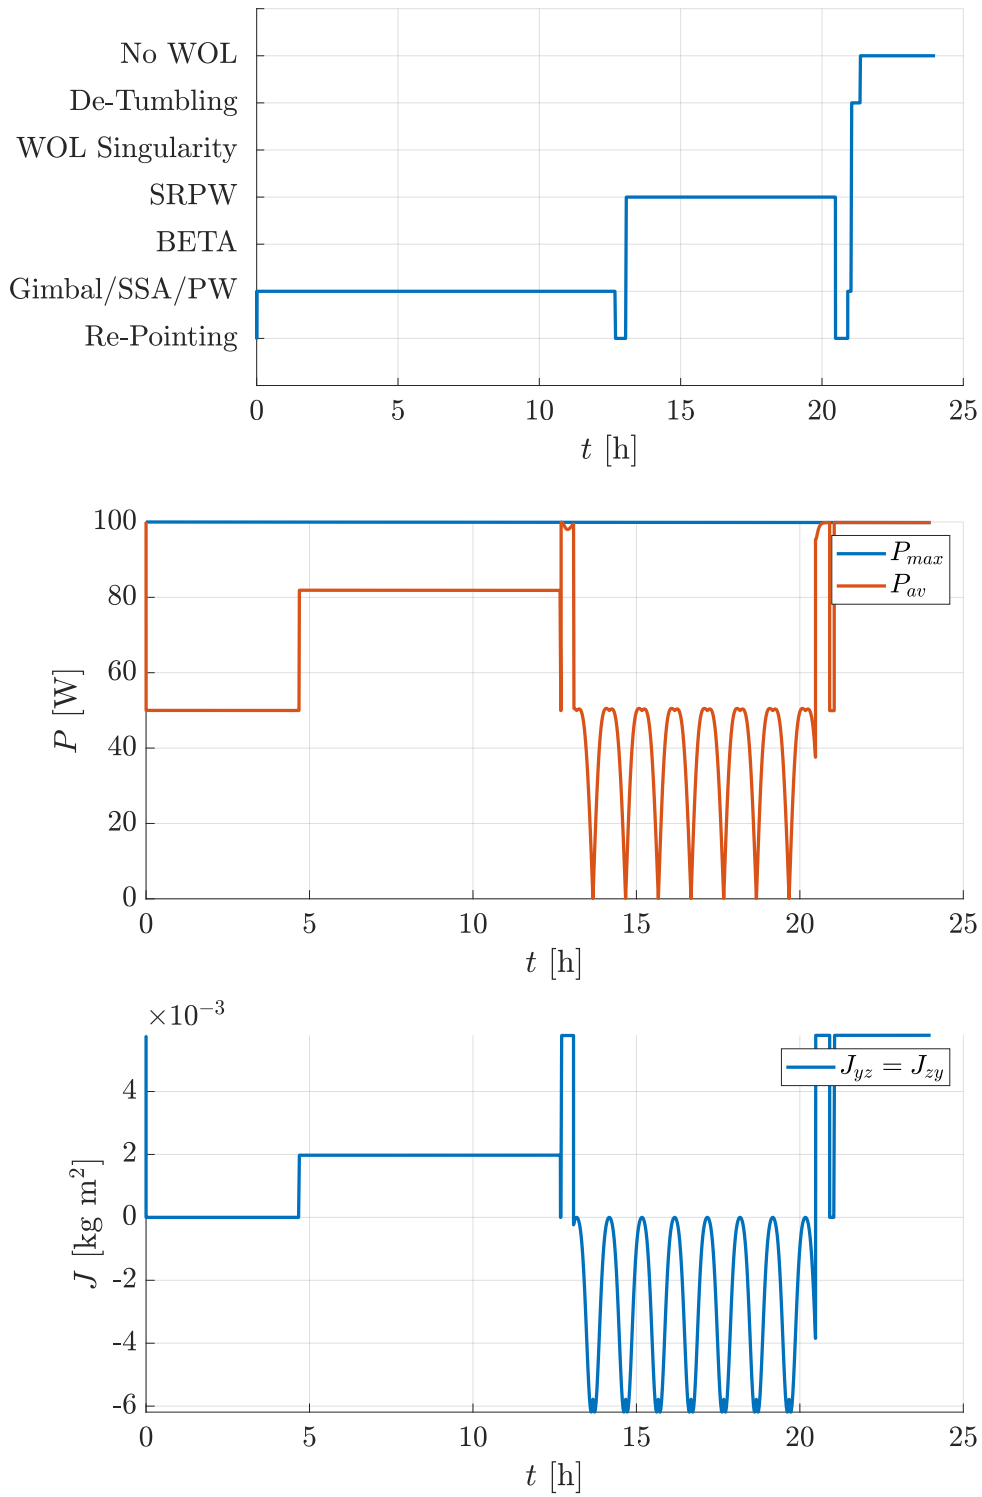 No WOL
De-Tumbling
WOL Singularity
SRPW
BETA
Gimbal/SSA/PW
Re-Pointing
0 5 10 15 20 25
t [h]
100
80
60
40
20
0
P [W]
P_max
P_av
0 5 10 15 20 25
t [h]
×10⁻³
4
2
0
-2
-4
-6
J [kg m²]
J_yz = J_zy
0 5 10 15 20 25
t [h]